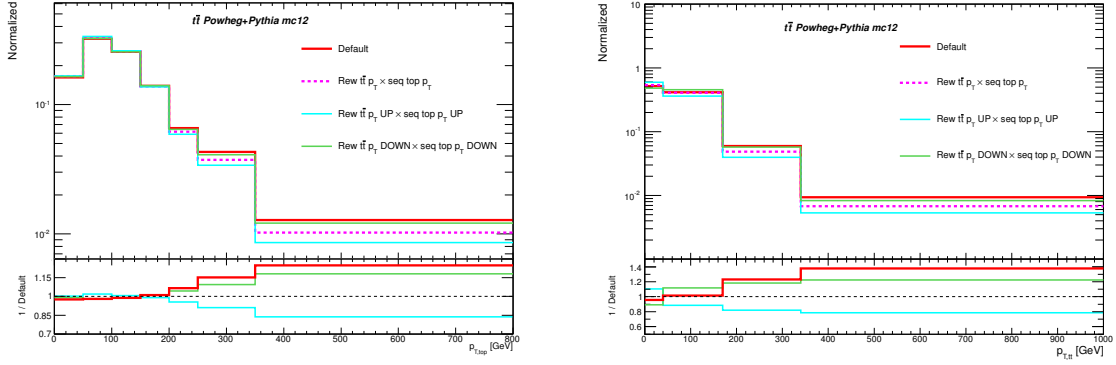 tt̄ Powheg+Pythia mc12
Normalized
Default
Rew tt̄ p_T × seq top p_T
Rew tt̄ p_T UP × seq top p_T UP
Rew tt̄ p_T DOWN × seq top p_T DOWN
10⁻¹
10⁻²
1 / Default
1.15
1
0.85
0.7
0 100 200 300 400 500 600 700 800
p_T,top [GeV]
tt̄ Powheg+Pythia mc12
Normalized
Default
Rew tt̄ p_T × seq top p_T
Rew tt̄ p_T UP × seq top p_T UP
Rew tt̄ p_T DOWN × seq top p_T DOWN
10
1
10⁻¹
10⁻²
1 / Default
1.4
1.2
1
0.8
0.6
0 100 200 300 400 500 600 700 800 900 1000
p_T,tt [GeV]